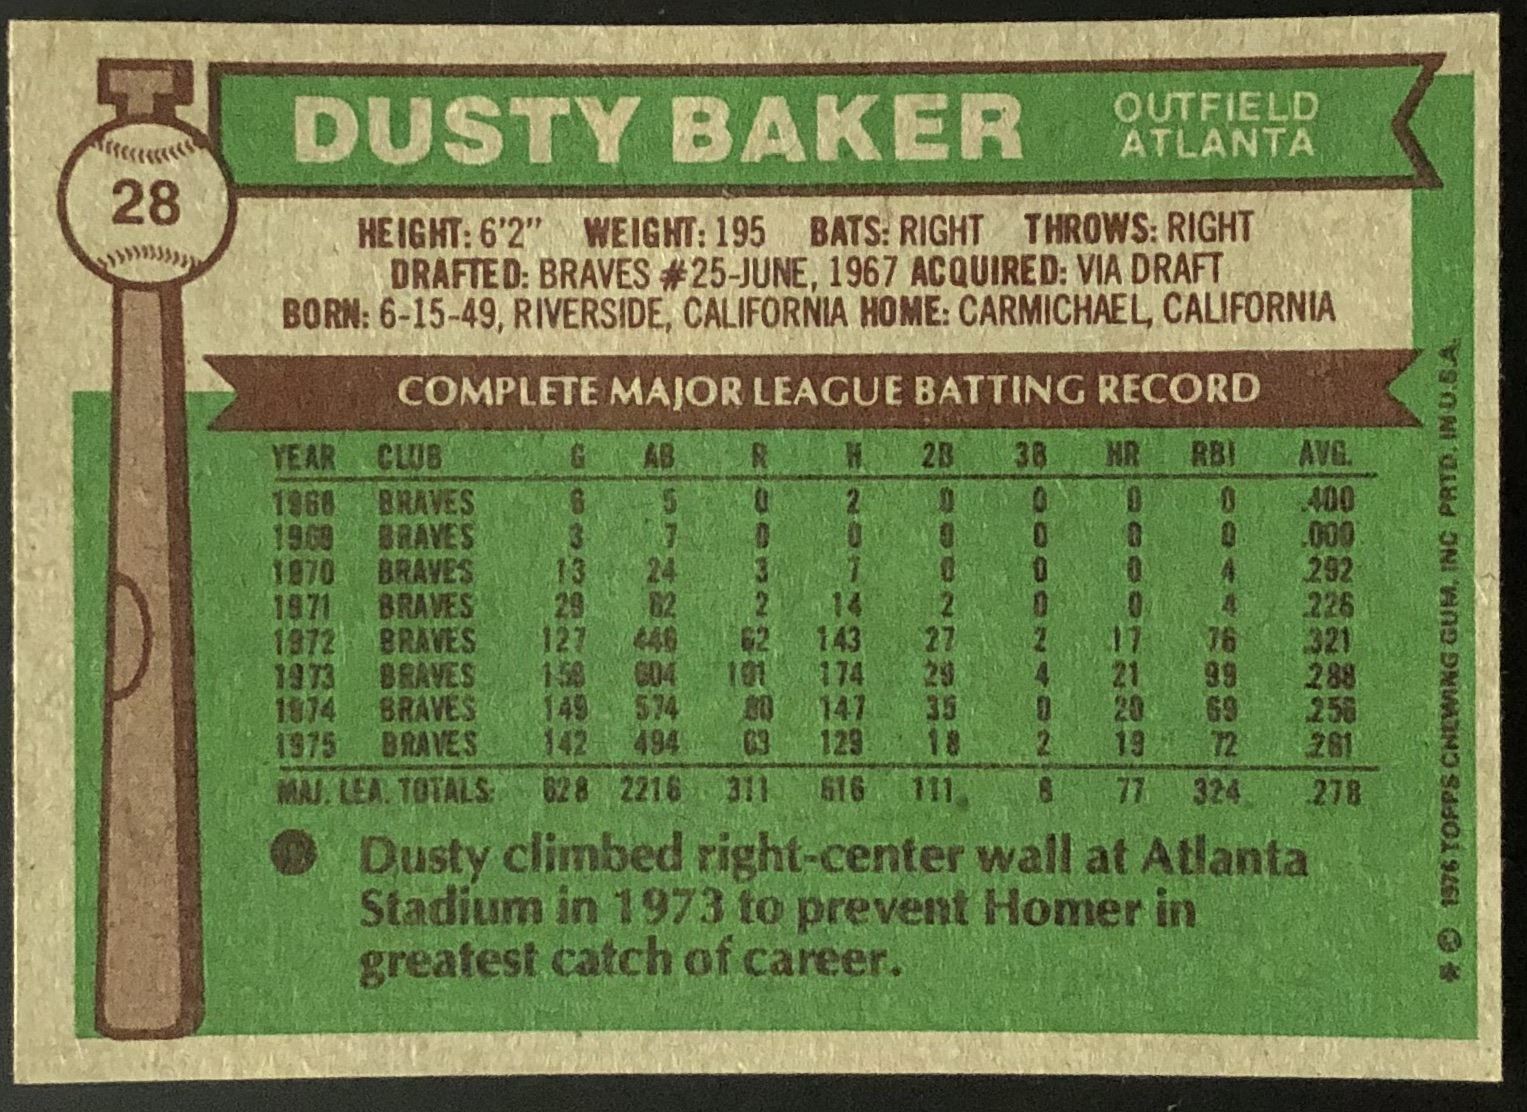 28
DUSTY BAKER
OUTFIELD
ATLANTA
HEIGHT: 6'2" WEIGHT: 195 BATS: RIGHT THROWS: RIGHT
DRAFTED: BRAVES #25-JUNE, 1967 ACQUIRED: VIA DRAFT
BORN: 6-15-49, RIVERSIDE, CALIFORNIA HOME: CARMICHAEL, CALIFORNIA
COMPLETE MAJOR LEAGUE BATTING RECORD
YEAR CLUB G AB R H 2B 3B HR RBI AVG.
1968 BRAVES 6 5 0 2 0 0 0 0 .400
1969 BRAVES 3 7 0 0 0 0 0 0 .000
1970 BRAVES 13 24 3 7 0 0 0 4 .292
1971 BRAVES 29 62 2 14 2 0 0 4 .226
1972 BRAVES 127 446 62 143 27 2 17 76 .321
1973 BRAVES 159 604 101 174 29 4 21 99 .288
1974 BRAVES 149 574 80 147 35 0 20 69 .256
1975 BRAVES 142 494 63 129 18 2 19 72 .261
MAJ. LEA. TOTALS: 628 2216 311 616 111 8 77 324 .278
Dusty climbed right-center wall at Atlanta
Stadium in 1973 to prevent Homer in
greatest catch of career.
* © 1976 TOPPS CHEWING GUM, INC PRTD. IN U.S.A.